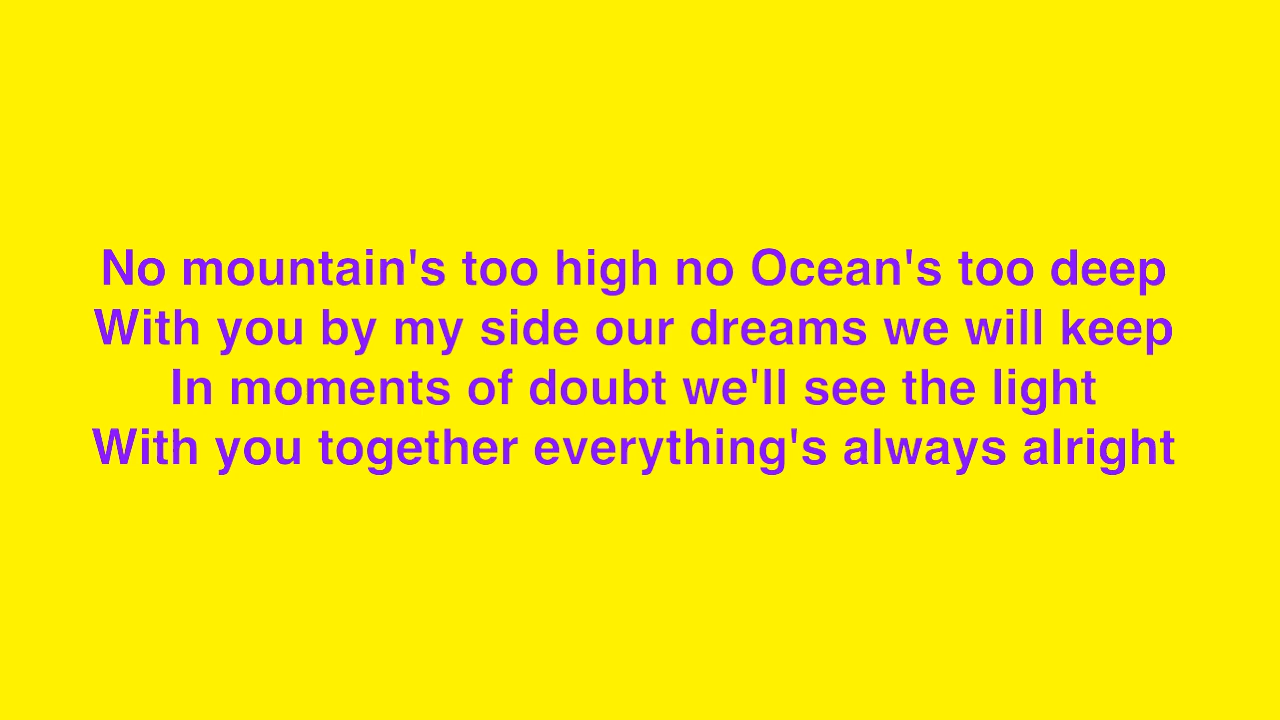 No mountain's too high no Ocean's too deep
With you by my side our dreams we will keep
In moments of doubt we'll see the light
With you together everything's always alright